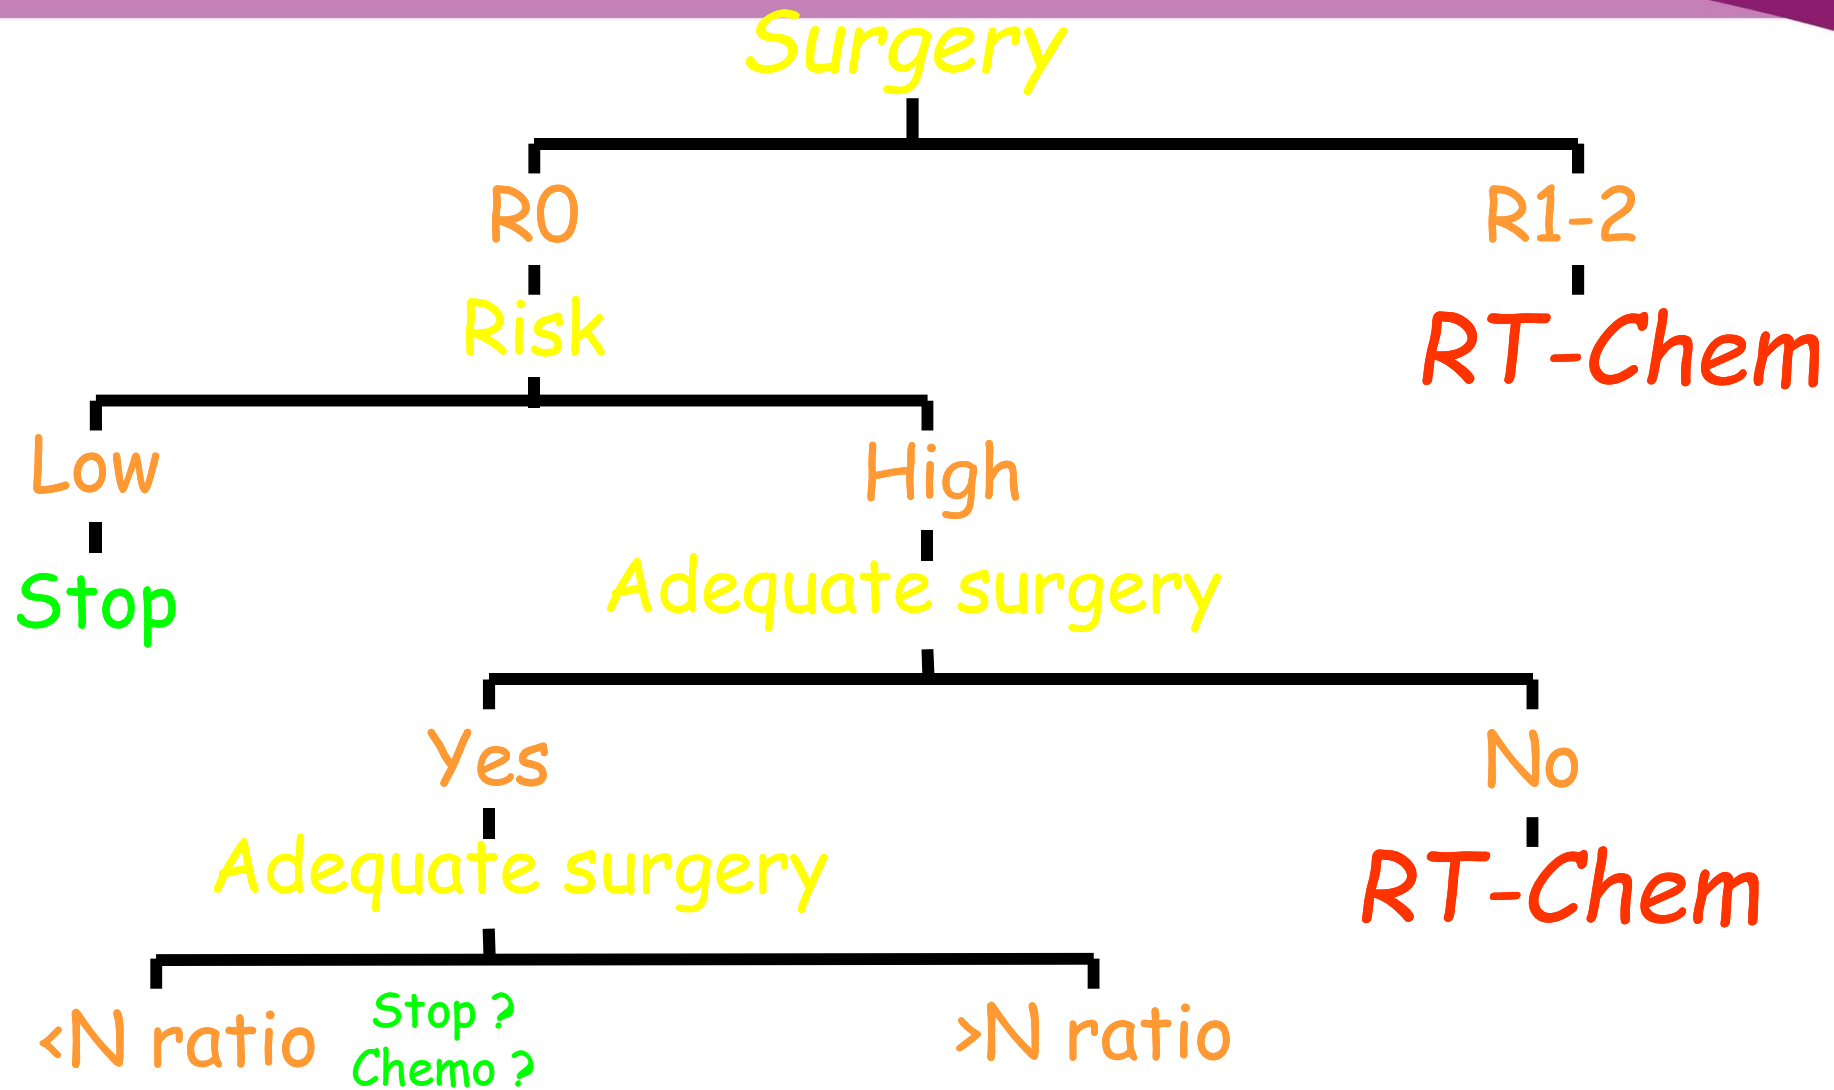 Surgery
R0
R1-2
Risk
RT-Chem
Low
High
Stop
Adequate surgery
Yes
No
Adequate surgery
RT-Chem
<N ratio
Stop ?
Chemo ?
>N ratio